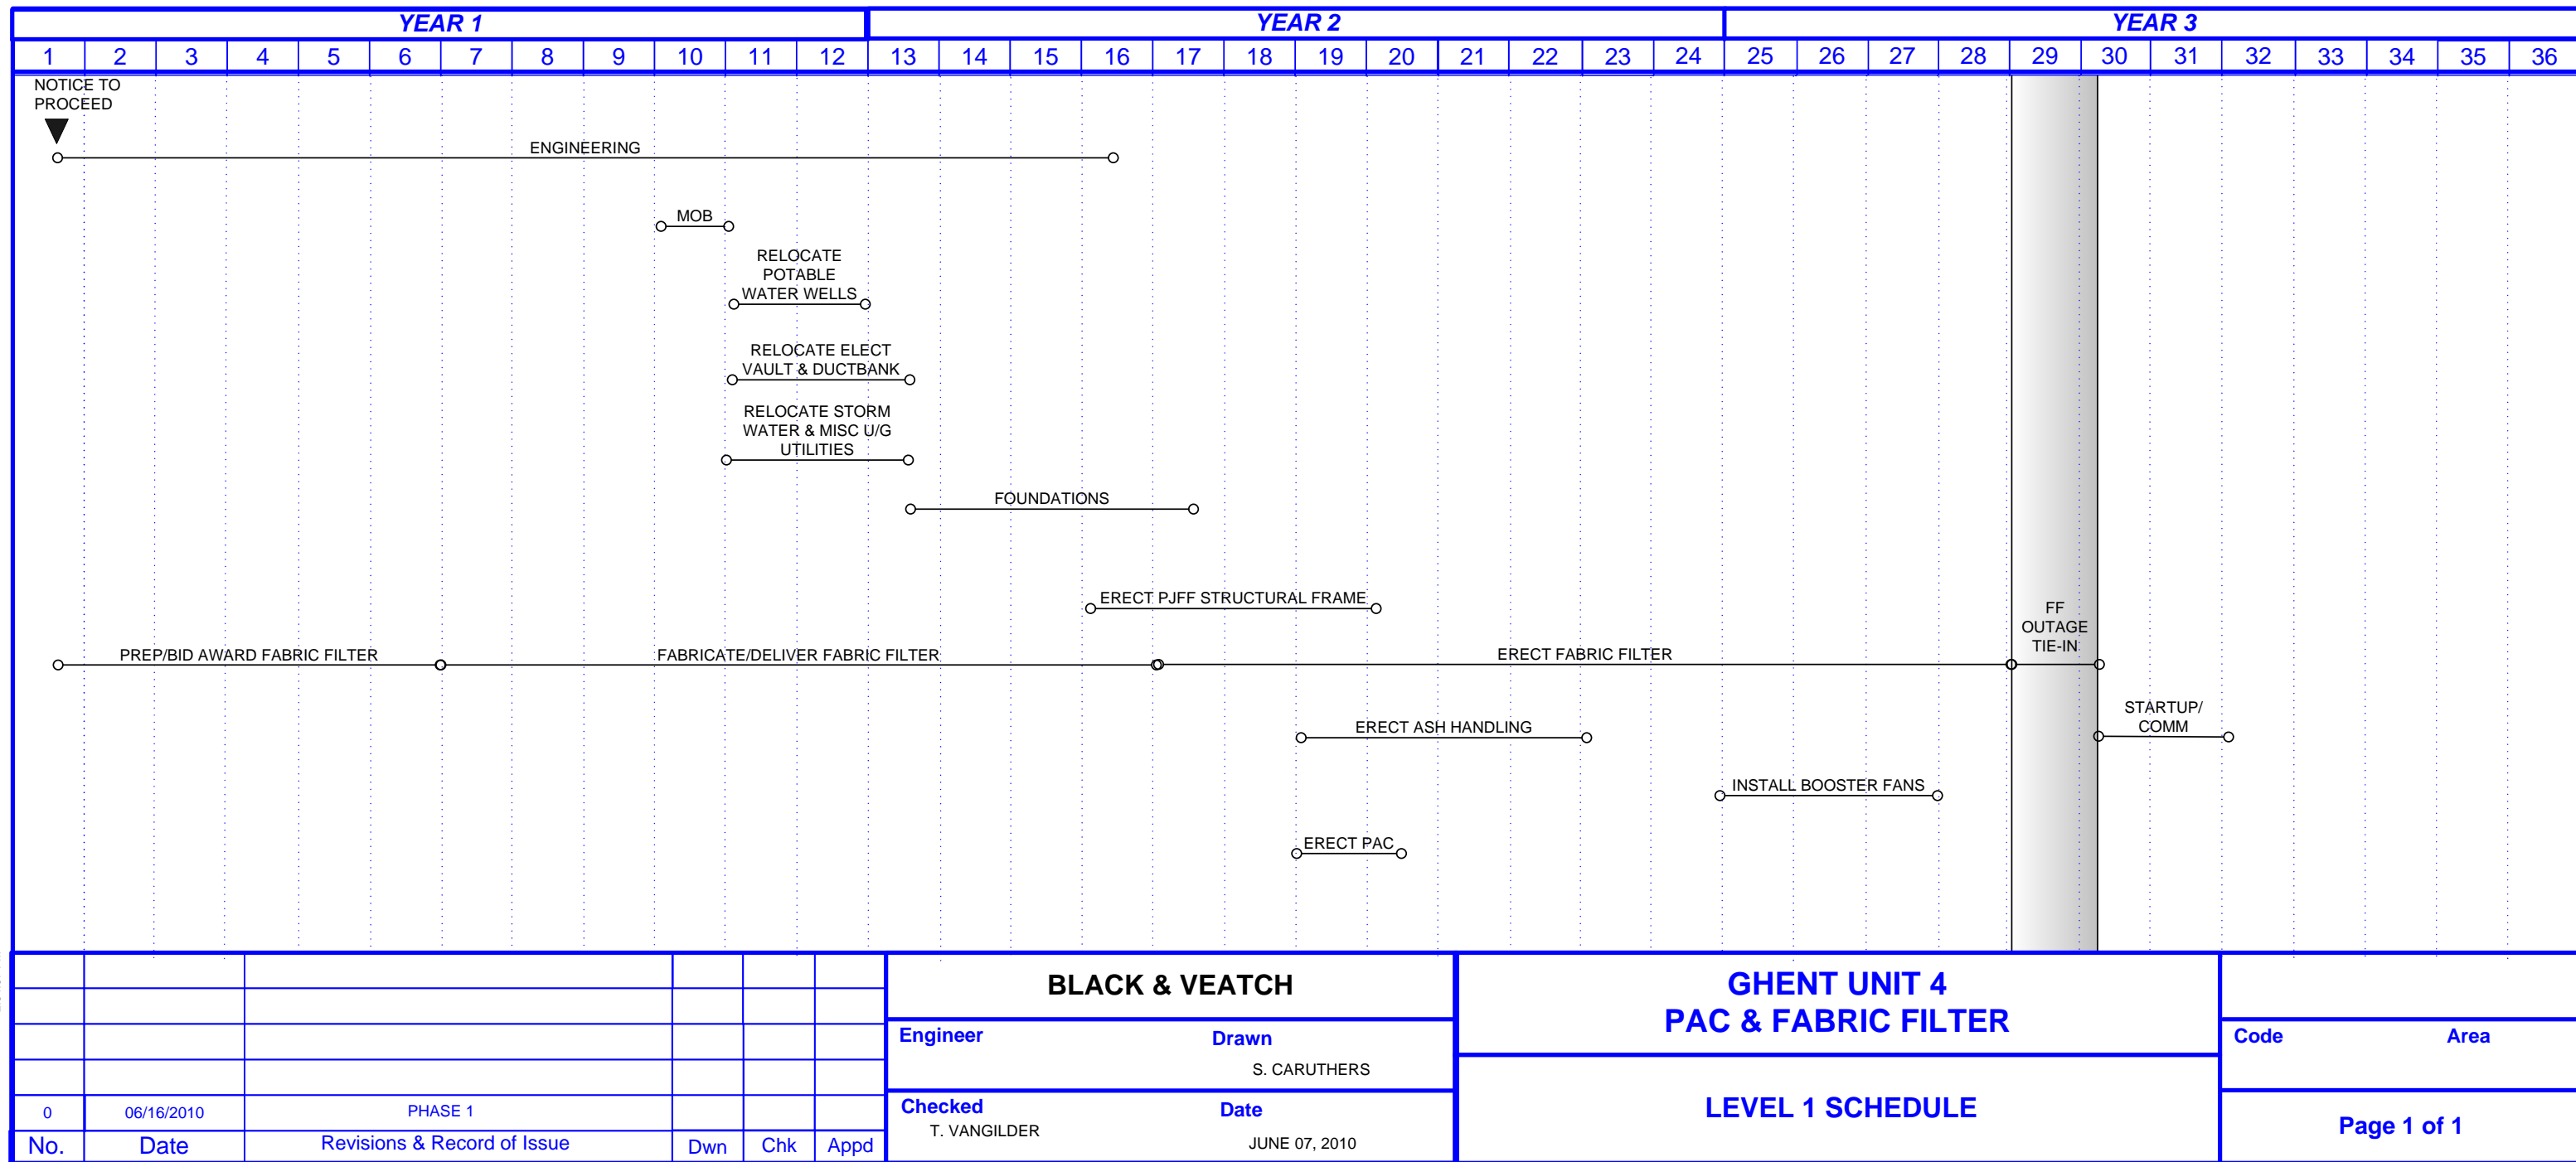 YEAR 1 YEAR 2 YEAR 3
1 2 3 4 5 6 7 8 9 10 11 12 13 14 15 16 17 18 19 20 21 22 23 24 25 26 27 28 29 30 31 32 33 34 35 36
NOTICE TO
PROCEED
ENGINEERING
MOB
RELOCATE
POTABLE
WATER WELLS
RELOCATE ELECT
VAULT & DUCTBANK
RELOCATE STORM
WATER & MISC U/G
UTILITIES
FOUNDATIONS
ERECT PJFF STRUCTURAL FRAME
FF
OUTAGE
TIE-IN
PREP/BID AWARD FABRIC FILTER
FABRICATE/DELIVER FABRIC FILTER
ERECT FABRIC FILTER
ERECT ASH HANDLING
STARTUP/
COMM
INSTALL BOOSTER FANS
ERECT PAC
0 06/16/2010 PHASE 1
No. Date Revisions & Record of Issue Dwn Chk Appd
BLACK & VEATCH
Engineer Drawn
S. CARUTHERS
Checked Date
T. VANGILDER
JUNE 07, 2010
GHENT UNIT 4
PAC & FABRIC FILTER
LEVEL 1 SCHEDULE
Code Area
Page 1 of 1